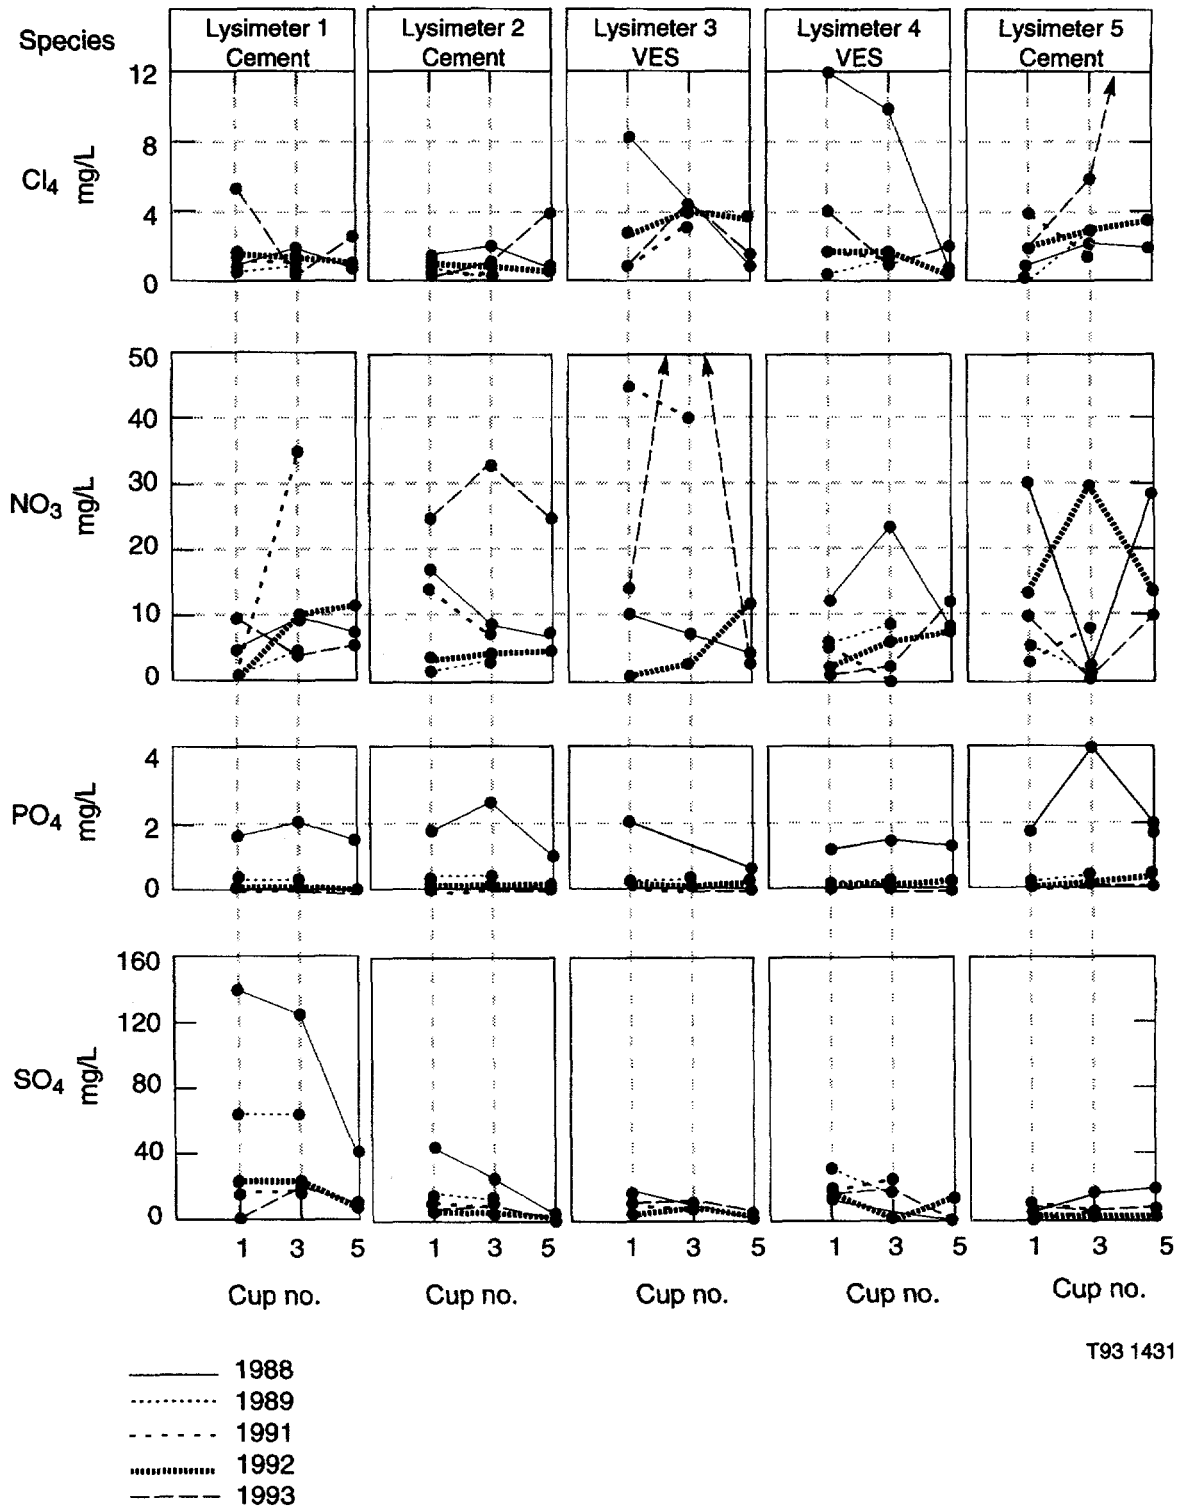 Species
Lysimeter 1 Lysimeter 2 Lysimeter 3 Lysimeter 4 Lysimeter 5
Cement Cement VES VES Cement
12
8
Cl4 mg/L
4
0
50
40
30
NO3 mg/L
20
10
0
4
PO4 mg/L
2
0
160
120
SO4 mg/L
80
40
0
1 3 5 1 3 5 1 3 5 1 3 5 1 3 5
Cup no. Cup no. Cup no. Cup no. Cup no.
T93 1431
1988
1989
1991
1992
1993